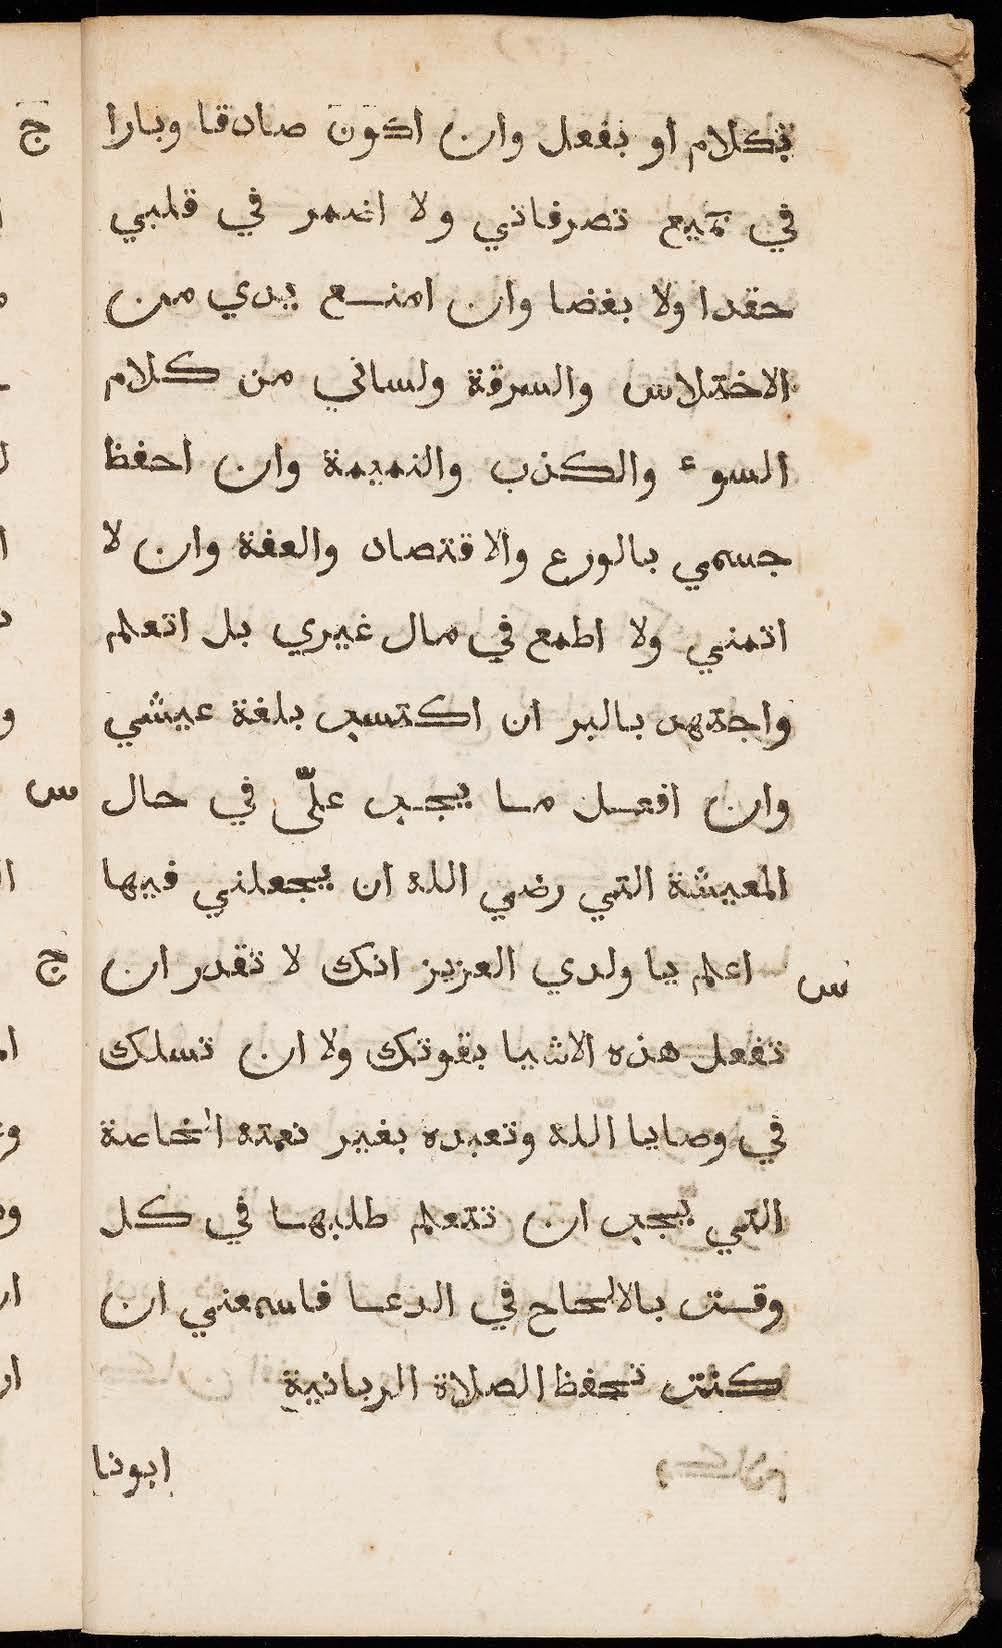 بكلام او بفعل وان اكون صادقا وبارا
في جميع تصرفاتي ولا اضمر في قلبي
حقدا ولا بغضا وان امنع يدي من
الاختلاس والسرقة ولساني من كلام
السوء والكذب والنميمة وان احفظ
جسمي بالورع والاقتصاد والعفة وان لا
اتمني ولا اطمع في مال غيري بل اتعلم
واجتهد بالبر ان اكتسب بلغة عيشي
وان افعل ما يجب عليّ في حال
المعيشة التي رضي الله ان يجعلني فيها
س اعلم يا ولدي العزيز انك لا تقدر ان
تفعل هذه الاشيا بقوتك ولا ان تسلك
في وصايا الله وتعبده بغير نعمته الخاصة
التي يجب ان تتعلم طلبها في كل
وقت بالالحاح في الدعا فاسمعني ان
كنت تحفظ الصلاة الربانية
ابونا
ج
س
ج